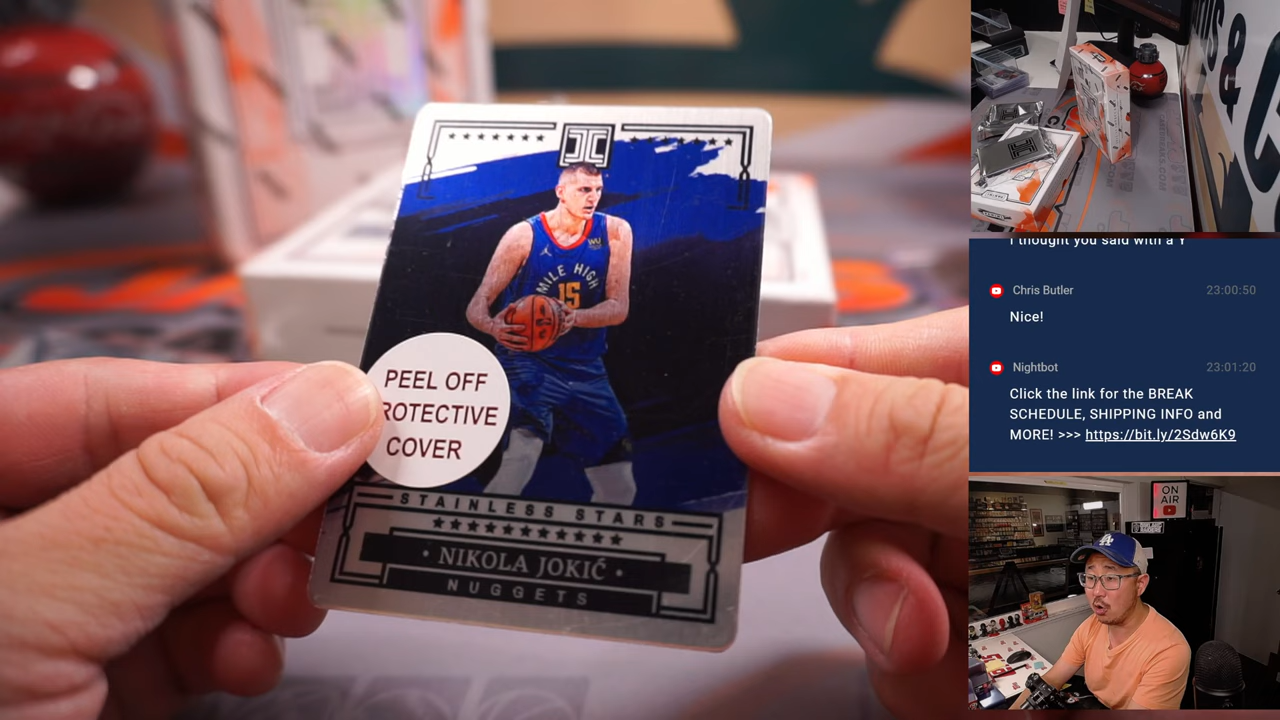 MILE HIGH
15
PEEL OFF
ROTECTIVE
COVER
STAINLESS STARS
• NIKOLA JOKIĆ •
NUGGETS
I thought you said with a Y
Chris Butler 23:00:50
Nice!
Nightbot 23:01:20
Click the link for the BREAK
SCHEDULE, SHIPPING INFO and
MORE! >>> https://bit.ly/2Sdw6K9
ON
AIR
LA